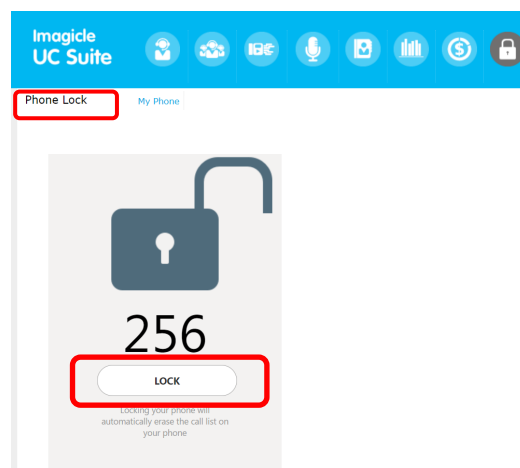 Imagicle
UC Suite
Phone Lock
My Phone
256
LOCK
Locking your phone will
automatically erase the call list on
your phone